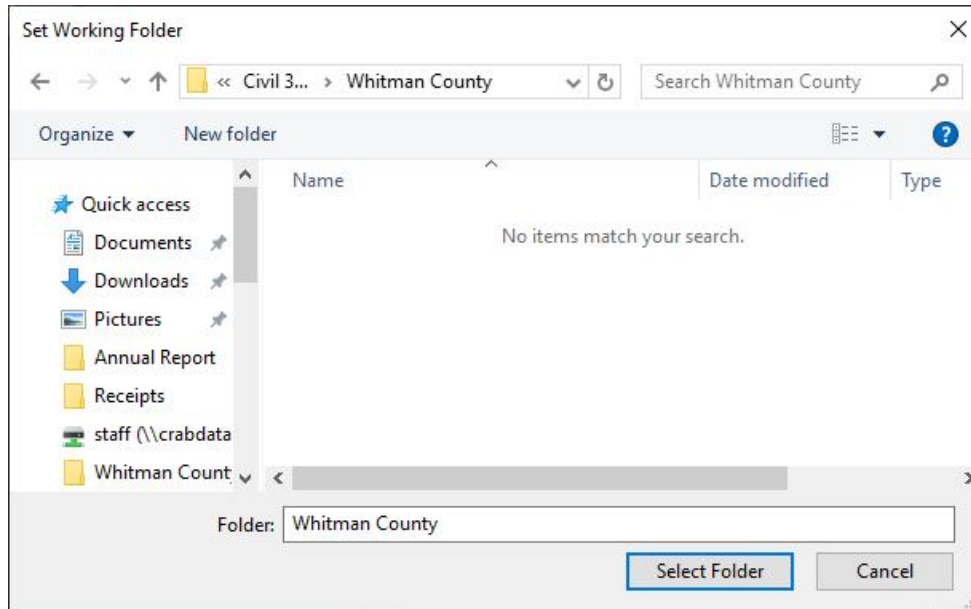 Set Working Folder
« Civil 3... › Whitman County
Search Whitman County
Organize
New folder
?
Name
Date modified
Type
Quick access
No items match your search.
Documents
Downloads
Pictures
Annual Report
Receipts
staff (\\crabdata
Whitman Count
Folder: Whitman County
Select Folder
Cancel